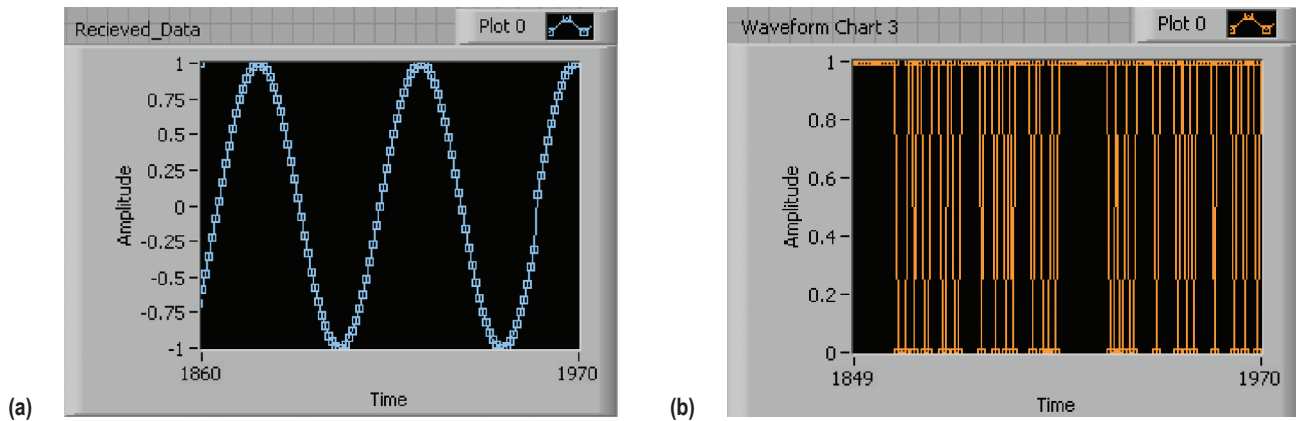 Recieved_Data
Plot 0
1
0.75
0.5
0.25
0
-0.25
-0.5
-0.75
-1
Amplitude
1860
1970
Time
(a)
Waveform Chart 3
Plot 0
1
0.8
0.6
0.4
0.2
0
Amplitude
1849
1970
Time
(b)